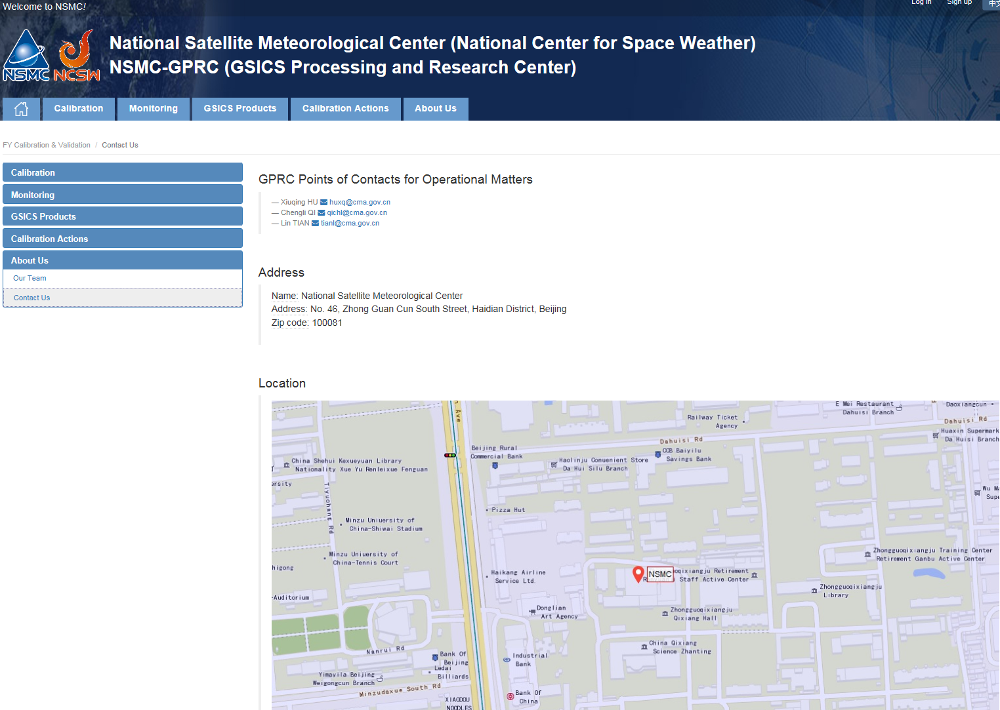 Welcome to NSMC!
Log in
Sign up
中文
NSMC NCSW
National Satellite Meteorological Center (National Center for Space Weather)
NSMC-GPRC (GSICS Processing and Research Center)
Calibration
Monitoring
GSICS Products
Calibration Actions
About Us
FY Calibration & Validation / Contact Us
Calibration
Monitoring
GSICS Products
Calibration Actions
About Us
Our Team
Contact Us
GPRC Points of Contacts for Operational Matters
— Xiuqing HU huxq@cma.gov.cn
— Chengli QI qichl@cma.gov.cn
— Lin TIAN tianl@cma.gov.cn
Address
Name: National Satellite Meteorological Center
Address: No. 46, Zhong Guan Cun South Street, Haidian District, Beijing
Zip code: 100081
Location
Ave
E Mei Restaurant
Dahuisi Branch
Daoxiangcun
Railway Ticket
Agency
Dahuisi Rd
Huaxin Supermark
Da Huisi Branch
Dahuisi Rd
Beijing Rural
Commercial Bank
CCB Baiyilu
Savings Bank
China Shehui Kexueyuan Library
Nationality Xue Yu Renleixue Fenguan
Haolinju Conuenient Store
Da Hui Silu Branch
ersity
Tiyuchang Rd
Wu Ma
Supe
Pizza Hut
Minzu Uniuersity of
China-Shiwai Stadium
Minzu Uniuersity of
China-Tennis Court
Zhongguoqixiangju Training Center
Retirement Ganbu Active Center
higong
Haikang Airline
Service Ltd.
NSMC
oqixiangju Retirement
Staff Active Center
Zhongguoqixiangju
Library
-Auditorium
Donglian
Art Agency
Zhongguoqixiangju
Qixiang Hall
China Qixiang
Science Zhanting
Nanrui Rd
Bank Of
Beijing
Industrial
Bank
Ledai
Billiards
Yimayila Beijing
Weigongcun Branch
Minzudaxue South Rd
Bank Of
China
XIAODOU
NOODLES